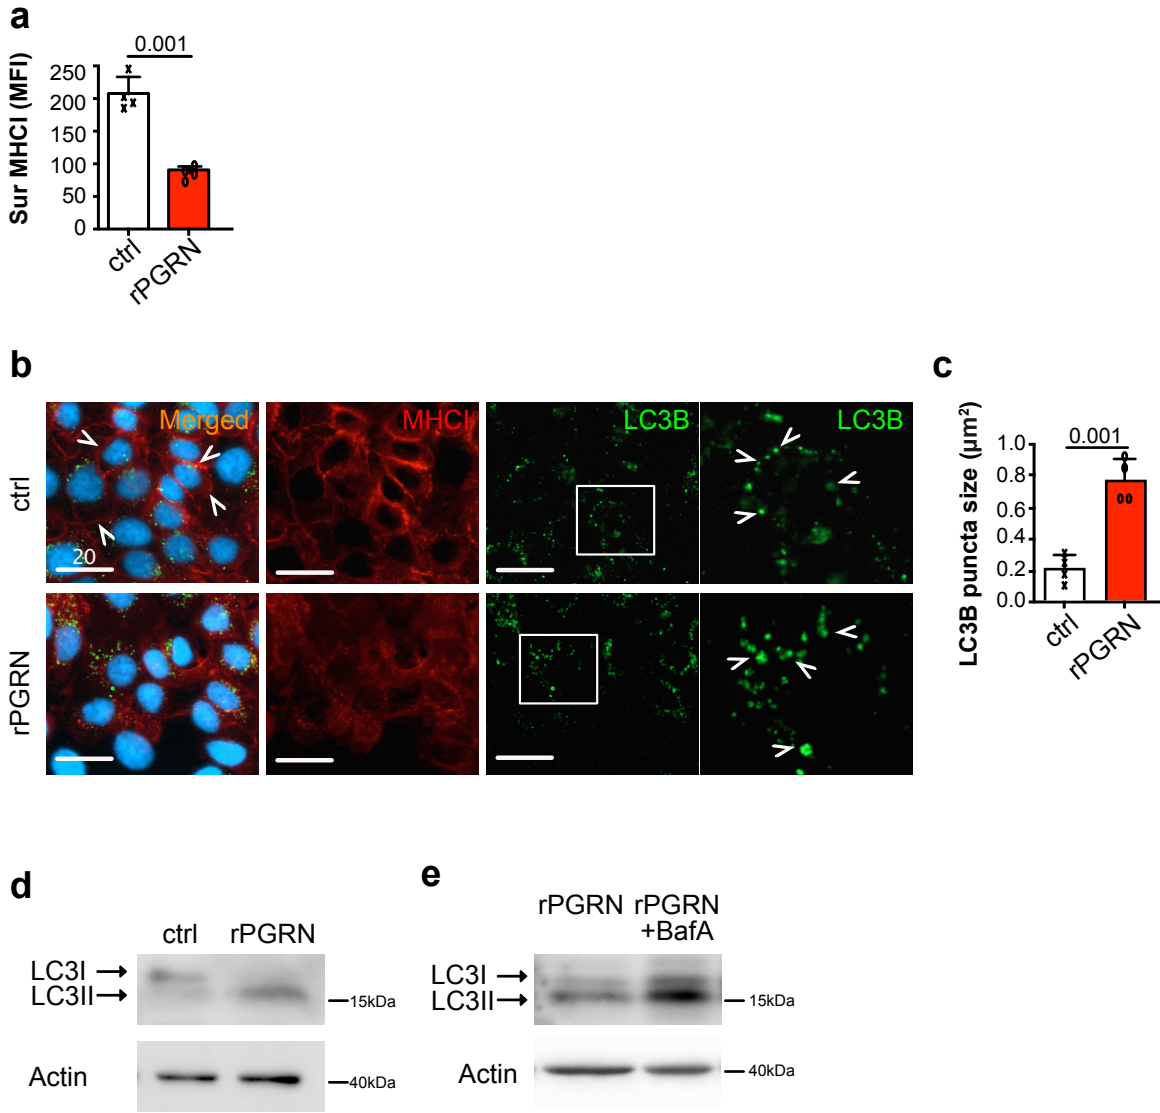 a
0.001
Sur MHCI (MFI)
250
200
150
100
50
0
ctrl
rPGRN
b
Merged
MHCI
LC3B
LC3B
ctrl
20
rPGRN
c
0.001
LC3B puncta size (µm²)
1.0
0.8
0.6
0.4
0.2
0.0
ctrl
rPGRN
d
ctrl rPGRN
LC3I
LC3II
15kDa
Actin
40kDa
e
rPGRN rPGRN
+BafA
LC3I
LC3II
15kDa
Actin
40kDa